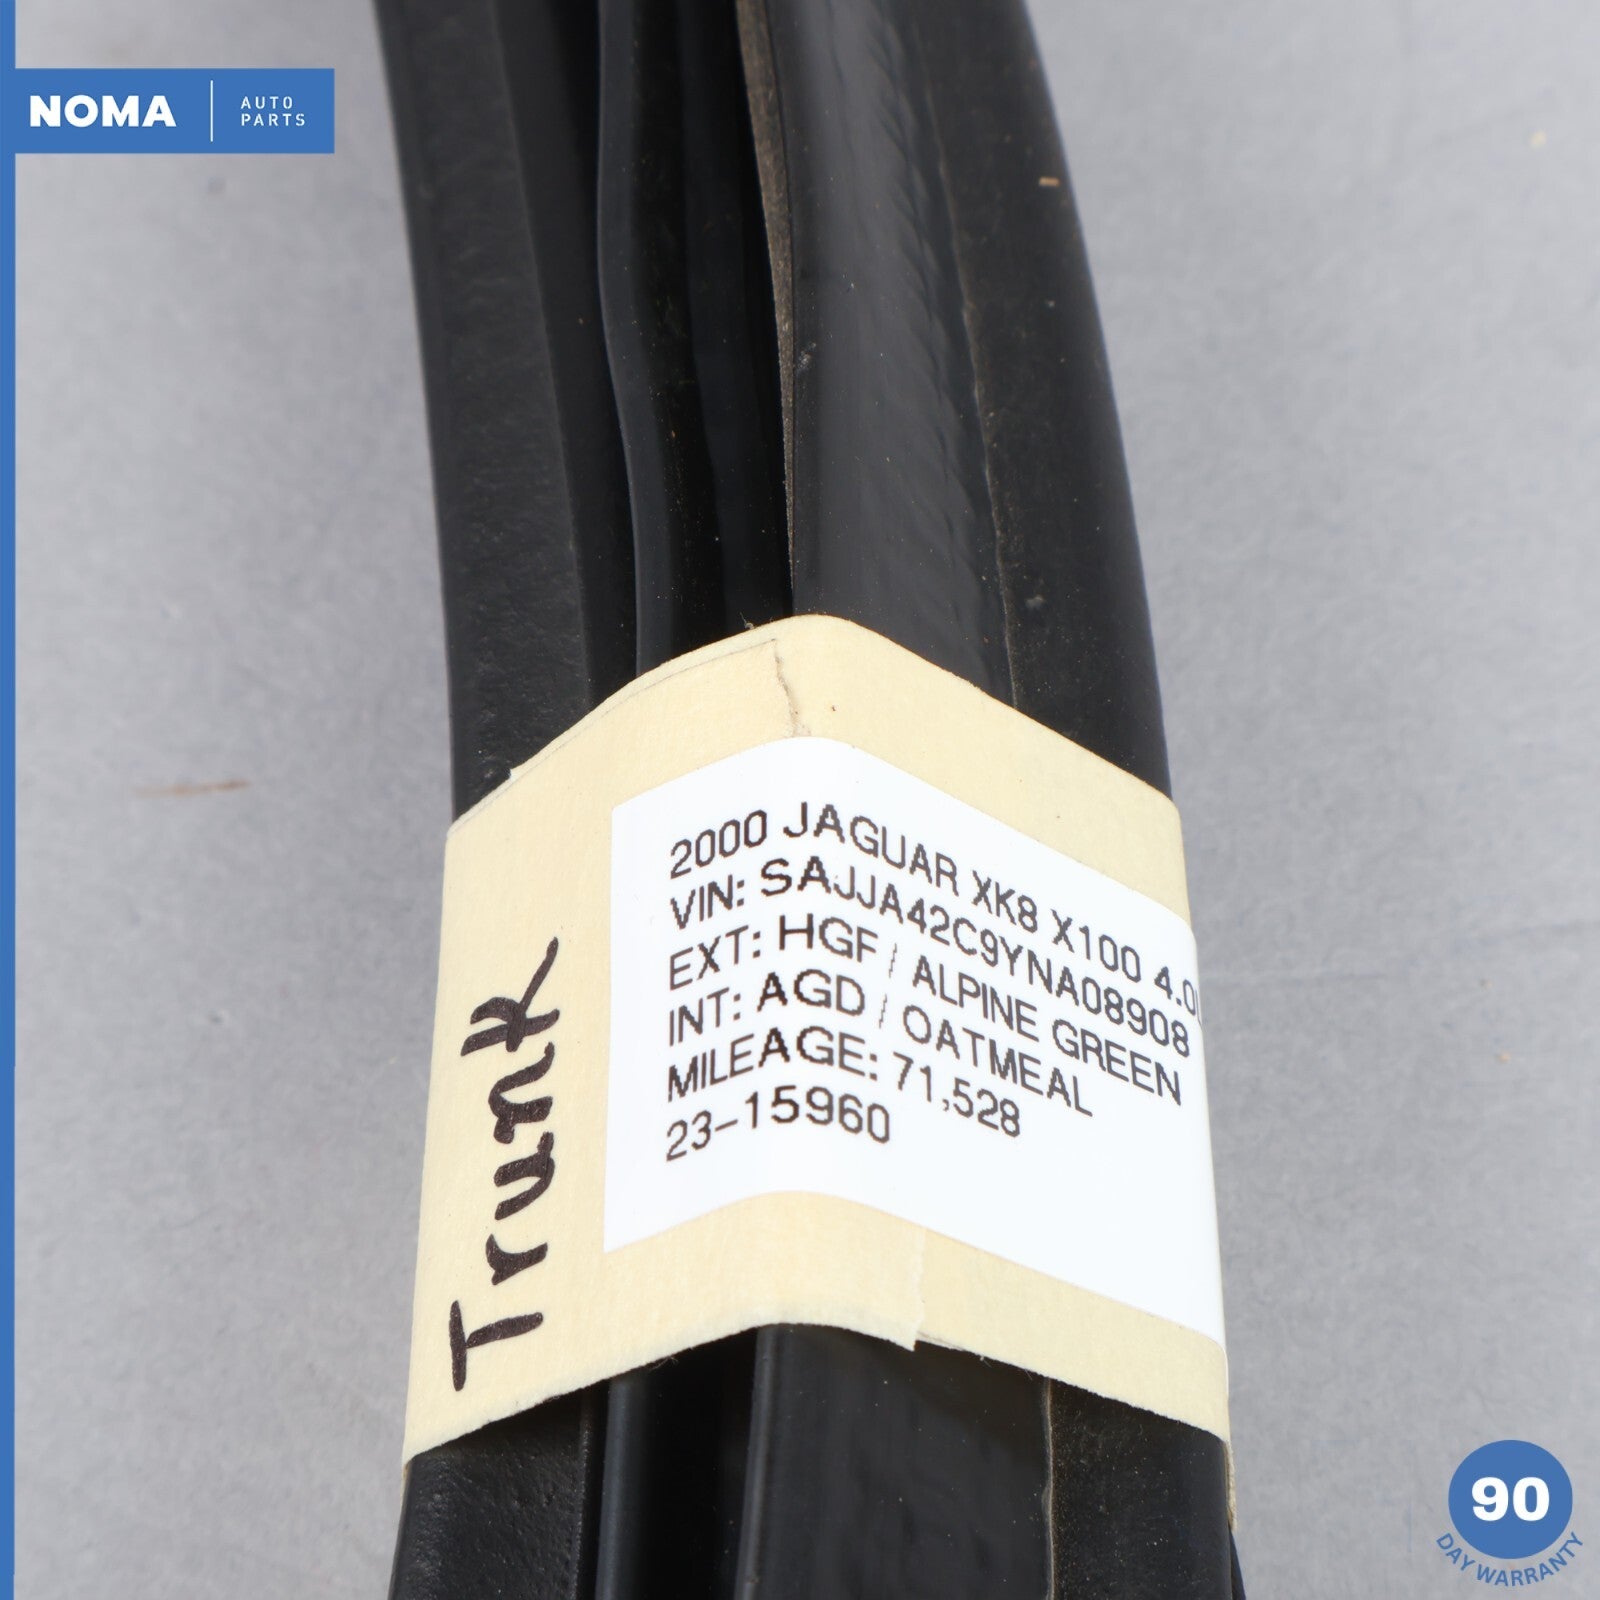 NOMA AUTO PARTS
2000 JAGUAR XK8 X100 4.0L
VIN: SAJJA42C9YNA08908
EXT: HGF / ALPINE GREEN
INT: AGD / OATMEAL
MILEAGE: 71,528
23-15960
Trunk
90
DAY WARRANTY